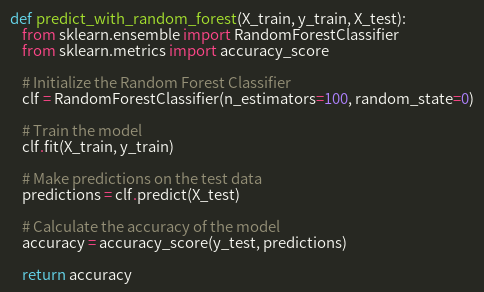 def predict_with_random_forest(X_train, y_train, X_test):
    from sklearn.ensemble import RandomForestClassifier
    from sklearn.metrics import accuracy_score

    # Initialize the Random Forest Classifier
    clf = RandomForestClassifier(n_estimators=100, random_state=0)

    # Train the model
    clf.fit(X_train, y_train)

    # Make predictions on the test data
    predictions = clf.predict(X_test)

    # Calculate the accuracy of the model
    accuracy = accuracy_score(y_test, predictions)

    return accuracy